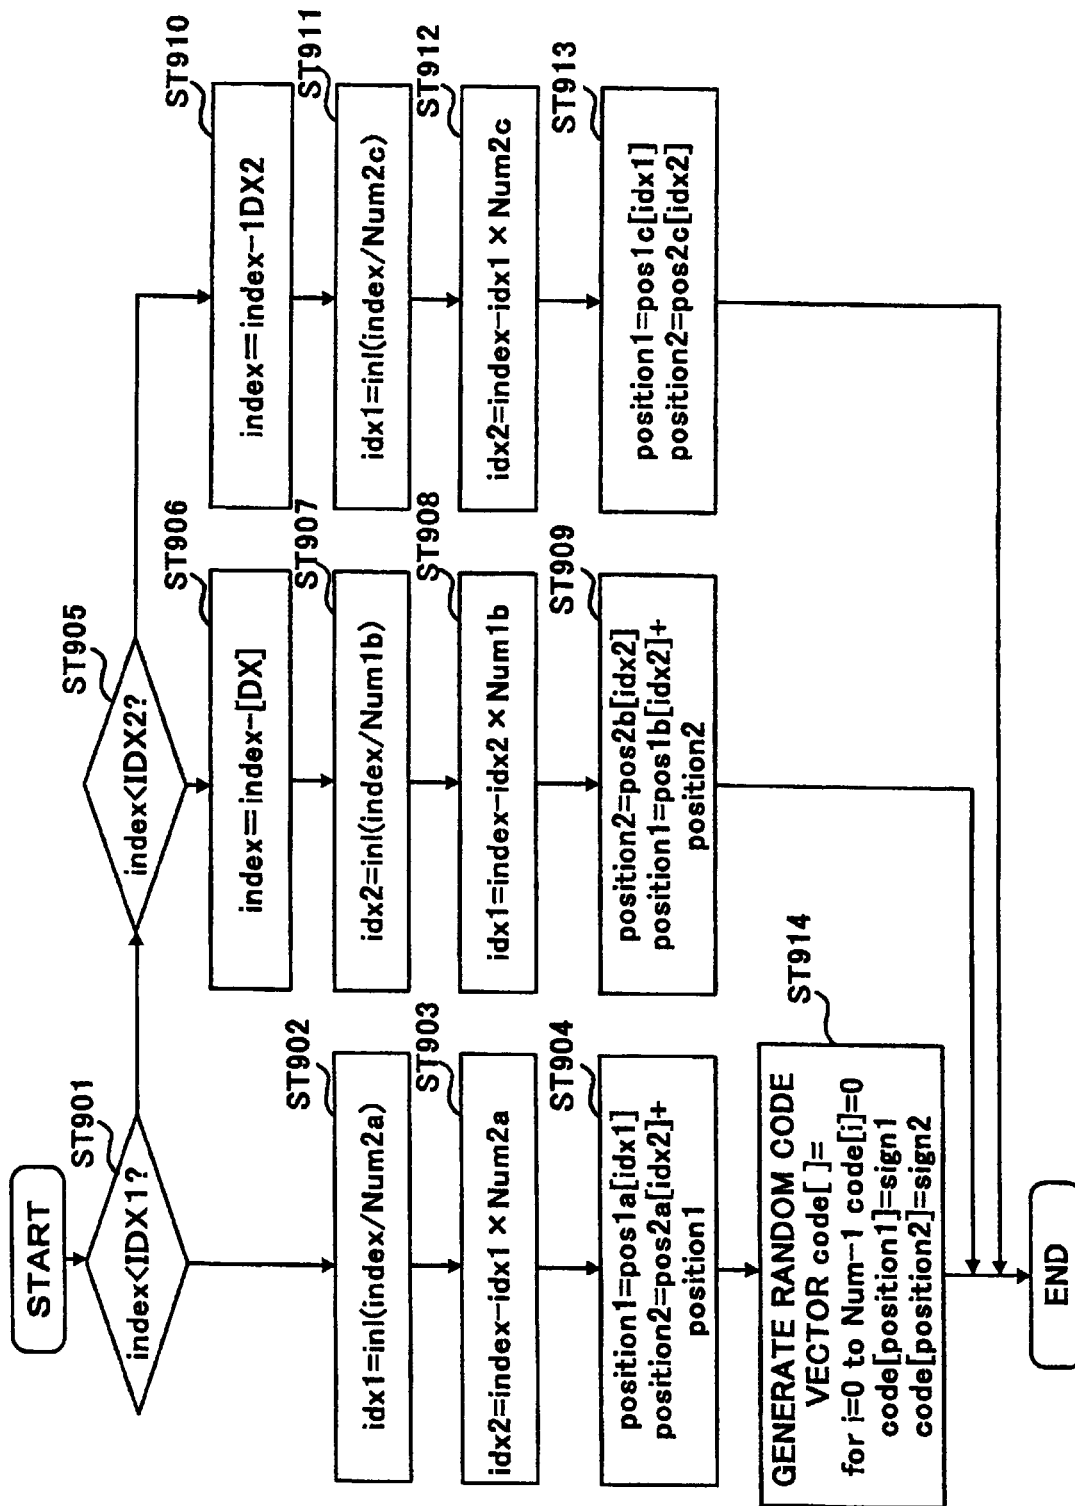 START
ST901
index<IDX1?
ST902
idx1=inl(index/Num2a)
ST903
idx2=index-idx1×Num2a
ST904
position1=pos1a[idx1]
position2=pos2a[idx2]+
position1
ST905
index<IDX2?
ST906
index=index-[DX]
ST907
idx2=inl(index/Num1b)
ST908
idx1=index-idx2×Num1b
ST909
position2=pos2b[idx2]
position1=pos1b[idx2]+
position2
ST910
index=index-1DX2
ST911
idx1=inl(index/Num2c)
ST912
idx2=index-idx1×Num2c
ST913
position1=pos1c[idx1]
position2=pos2c[idx2]
ST914
GENERATE RANDOM CODE
VECTOR code[ ]=
for i=0 to Num-1 code[i]=0
code[position1]=sign1
code[position2]=sign2
END